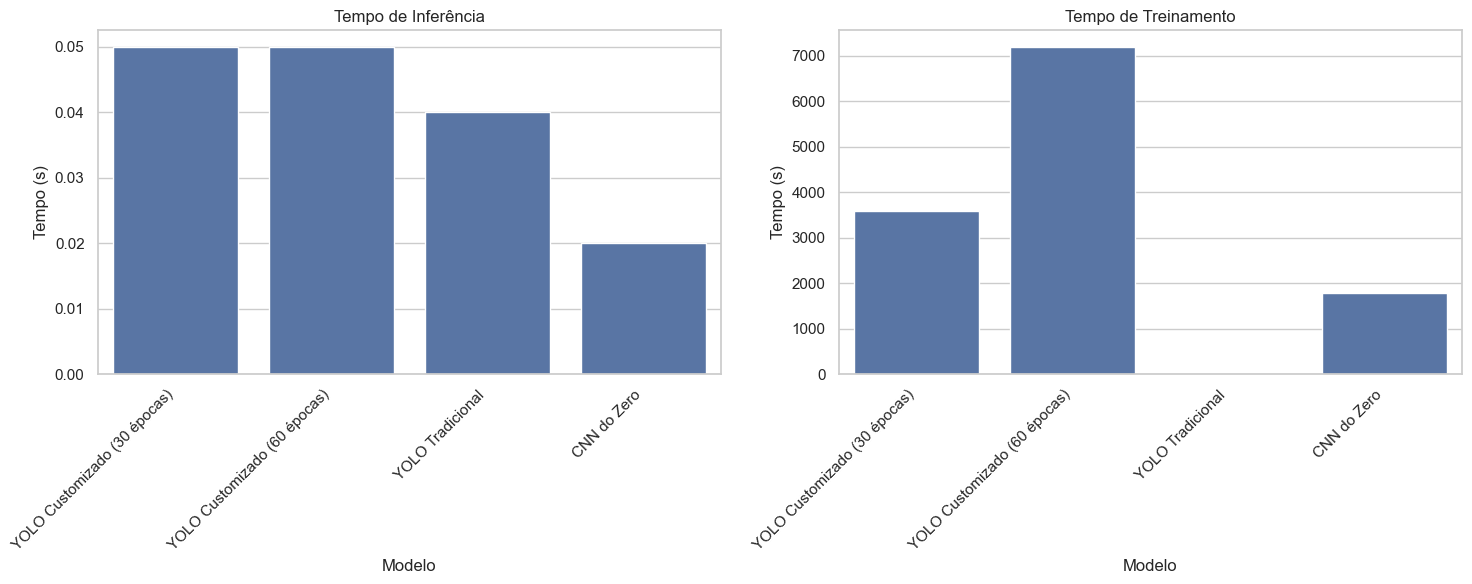 Tempo de Inferência
Tempo (s)
0.05
0.04
0.03
0.02
0.01
0.00
YOLO Customizado (30 épocas)
YOLO Customizado (60 épocas)
YOLO Tradicional
CNN do Zero
Modelo
Tempo de Treinamento
Tempo (s)
7000
6000
5000
4000
3000
2000
1000
0
YOLO Customizado (30 épocas)
YOLO Customizado (60 épocas)
YOLO Tradicional
CNN do Zero
Modelo